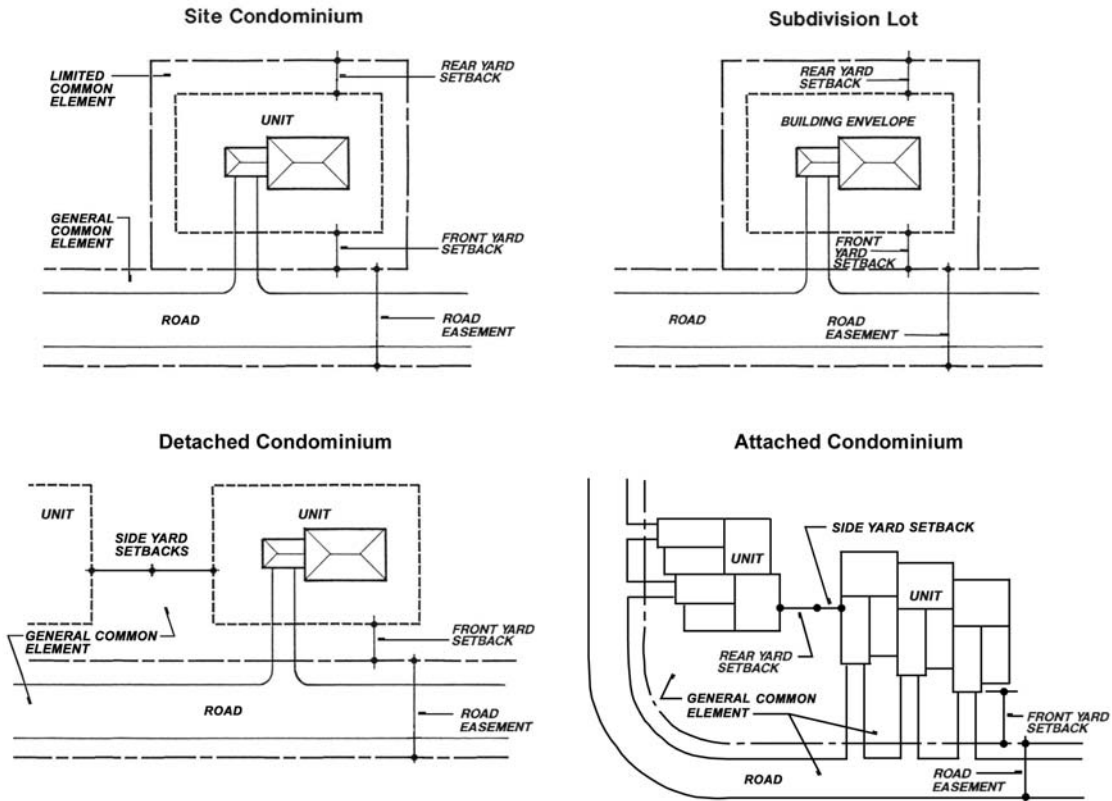 Site Condominium
LIMITED
COMMON
ELEMENT
REAR YARD
SETBACK
UNIT
GENERAL
COMMON
ELEMENT
FRONT YARD
SETBACK
ROAD
ROAD
EASEMENT
Subdivision Lot
REAR YARD
SETBACK
BUILDING ENVELOPE
FRONT
YARD
SETBACK
ROAD
ROAD
EASEMENT
Detached Condominium
UNIT
UNIT
SIDE YARD
SETBACKS
GENERAL COMMON
ELEMENT
FRONT YARD
SETBACK
ROAD
ROAD
EASEMENT
Attached Condominium
SIDE YARD SETBACK
UNIT
UNIT
REAR YARD
SETBACK
GENERAL COMMON
ELEMENT
FRONT YARD
SETBACK
ROAD
ROAD
EASEMENT